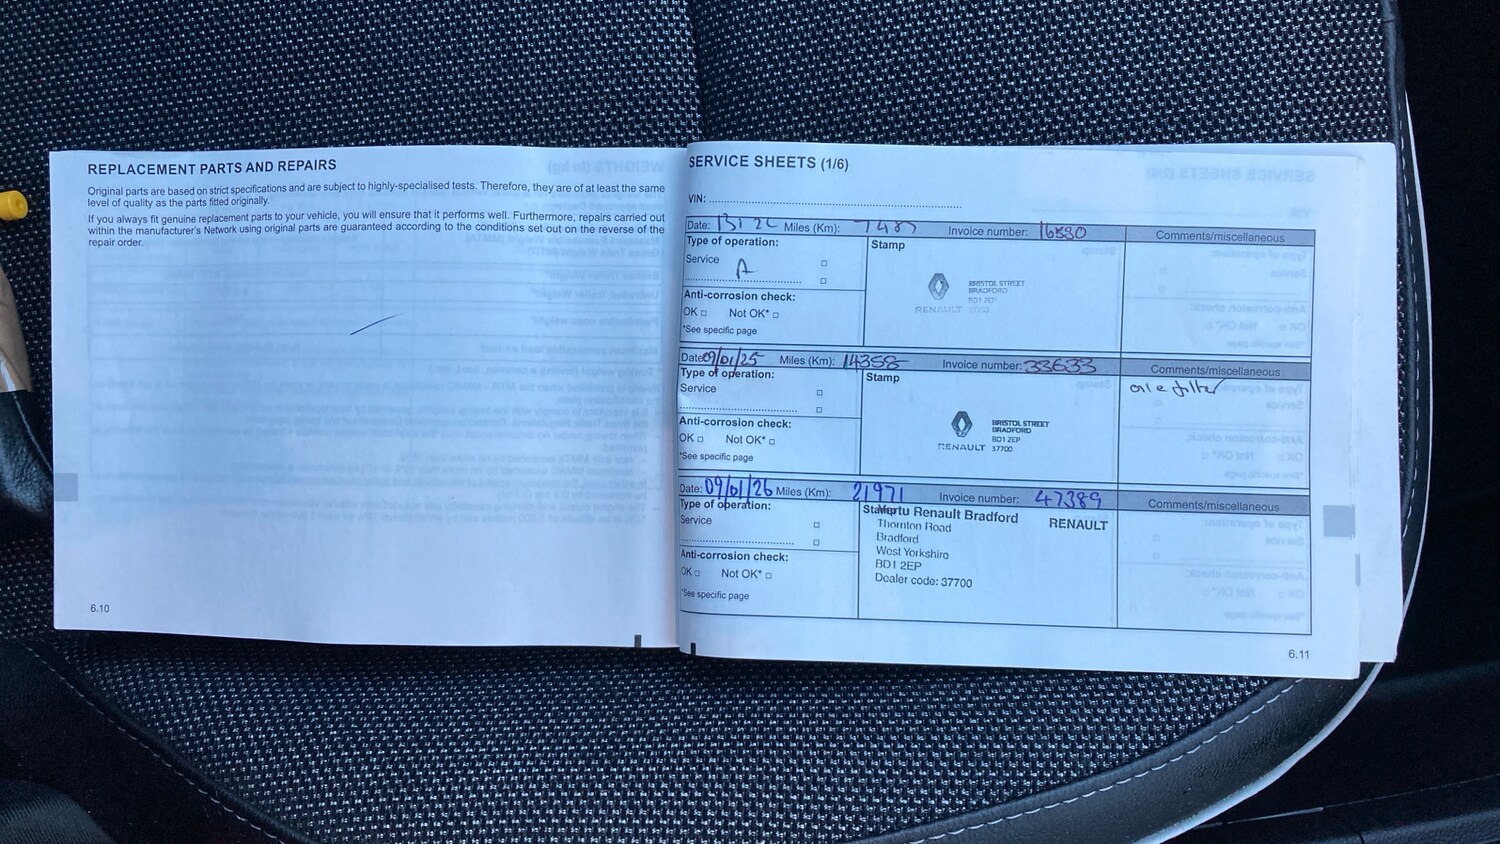 REPLACEMENT PARTS AND REPAIRS
Original parts are based on strict specifications and are subject to highly-specialised tests. Therefore, they are of at least the same
level of quality as the parts fitted originally.
If you always fit genuine replacement parts to your vehicle, you will ensure that it performs well. Furthermore, repairs carried out
within the manufacturer's Network using original parts are guaranteed according to the conditions set out on the reverse of the
repair order.
6.10
SERVICE SHEETS (1/6)
VIN:
Date: Miles (Km): 7487 Invoice number: 16880 Comments/miscellaneous
Type of operation:
Stamp
Service A
Anti-corrosion check:
OK Not OK*
*See specific page
BRISTOL STREET
BRADFORD
BD1 2EP
RENAULT
Date: 09/01/25 Miles (Km): 14358 Invoice number: 33633 Comments/miscellaneous
Type of operation:
Stamp
Service
Anti-corrosion check:
OK Not OK*
*See specific page
BRISTOL STREET
BRADFORD
BD1 2EP
RENAULT 37700
oil e filter
Date: 09/01/26 Miles (Km): 21971 Invoice number: 47389 Comments/miscellaneous
Type of operation:
Stamp
Service
Anti-corrosion check:
OK Not OK*
*See specific page
Vertu Renault Bradford RENAULT
Thornton Road
Bradford
West Yorkshire
BD1 2EP
Dealer code: 37700
6.11